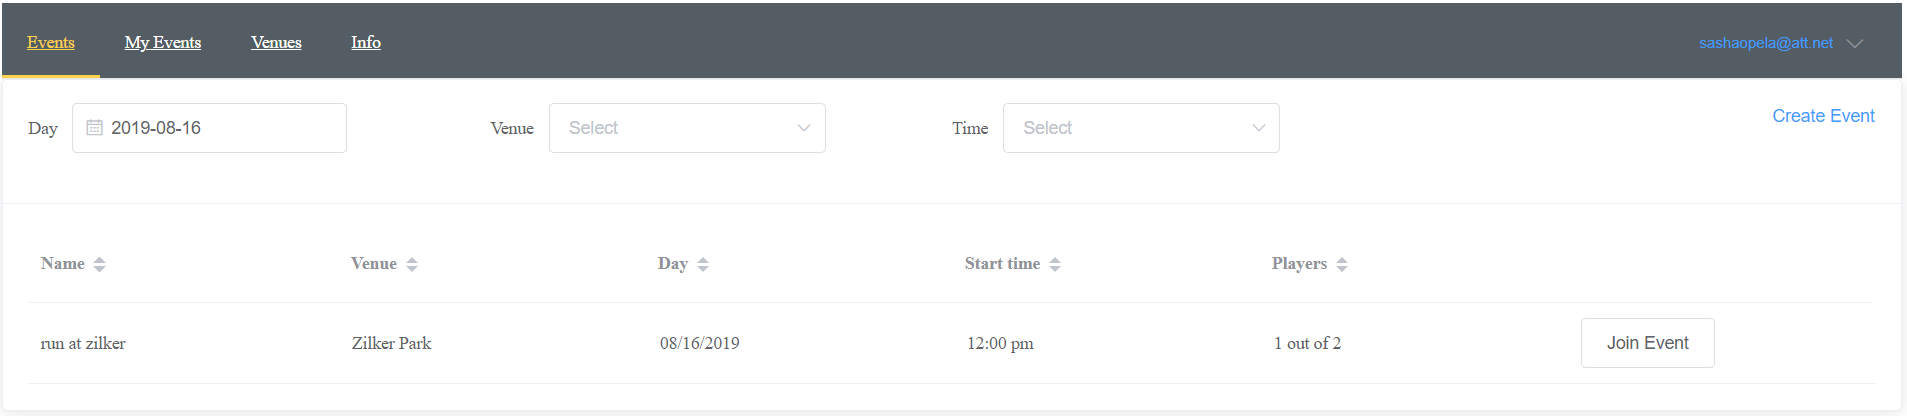 Events My Events Venues Info sashaopela@att.net
Day 2019-08-16 Venue Select Time Select Create Event
Name Venue Day Start time Players
run at zilker Zilker Park 08/16/2019 12:00 pm 1 out of 2 Join Event